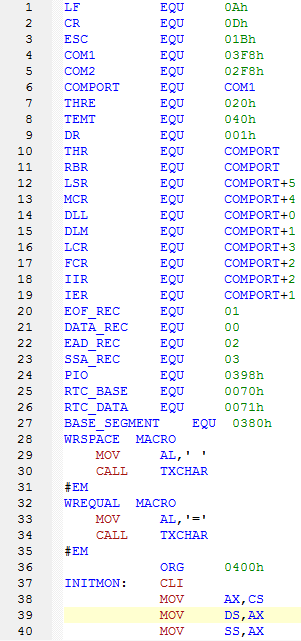 1 LF EQU 0Ah
2 CR EQU 0Dh
3 ESC EQU 01Bh
4 COM1 EQU 03F8h
5 COM2 EQU 02F8h
6 COMPORT EQU COM1
7 THRE EQU 020h
8 TEMT EQU 040h
9 DR EQU 001h
10 THR EQU COMPORT
11 RBR EQU COMPORT
12 LSR EQU COMPORT+5
13 MCR EQU COMPORT+4
14 DLL EQU COMPORT+0
15 DLM EQU COMPORT+1
16 LCR EQU COMPORT+3
17 FCR EQU COMPORT+2
18 IIR EQU COMPORT+2
19 IER EQU COMPORT+1
20 EOF_REC EQU 01
21 DATA_REC EQU 00
22 EAD_REC EQU 02
23 SSA_REC EQU 03
24 PIO EQU 0398h
25 RTC_BASE EQU 0070h
26 RTC_DATA EQU 0071h
27 BASE_SEGMENT EQU 0380h
28 WRSPACE MACRO
29 MOV AL,' '
30 CALL TXCHAR
31 #EM
32 WREQUAL MACRO
33 MOV AL,'='
34 CALL TXCHAR
35 #EM
36 ORG 0400h
37 INITMON: CLI
38 MOV AX,CS
39 MOV DS,AX
40 MOV SS,AX